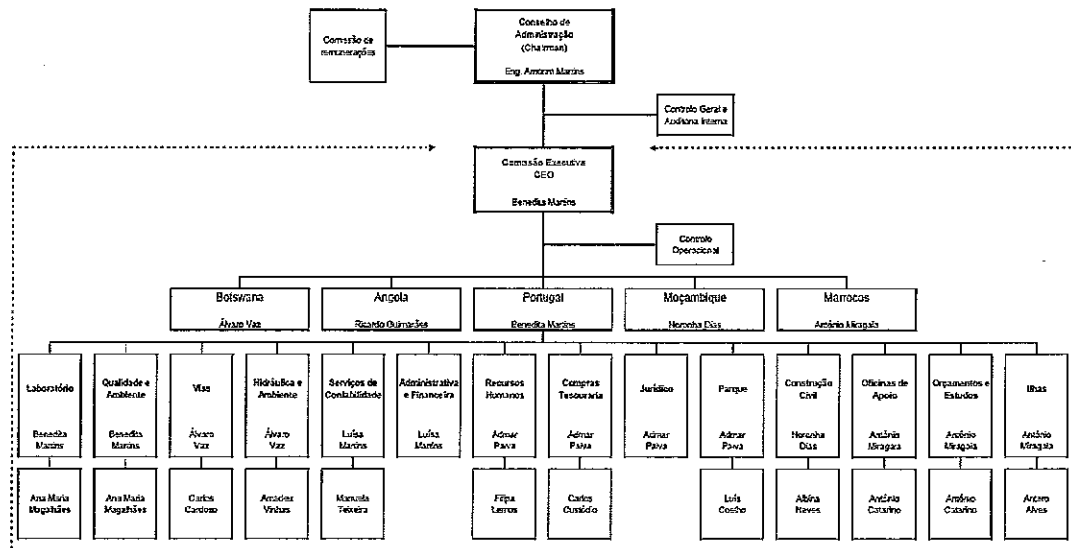 Conselho de
Administração
(Chairman)
Eng. Amorim Martins
Comissão de
remunerações
Controlo Geral e
Auditoria Interna
Comissão Executiva
CEO
Benedita Martins
Controlo
Operacional
Botswana
Álvaro Vaz
Angola
Ricardo Guimarães
Portugal
Benedita Martins
Moçambique
Noronha Dias
Marrocos
António Miragaia
Laboratório
Benedita
Martins
Qualidade e
Ambiente
Benedita
Martins
Vias
Álvaro
Vaz
Hidráulica e
Ambiente
Álvaro
Vaz
Serviços de
Contabilidade
Luísa
Martins
Administrativa
e Financeira
Luísa
Martins
Recursos
Humanos
Admar
Paiva
Compras
Tesouraria
Admar
Paiva
Jurídico
Admar
Paiva
Parque
Admar
Paiva
Construção
Civil
Noronha
Dias
Oficinas de
Apoio
António
Miragaia
Orçamentos e
Estudos
António
Miragaia
Ilhas
António
Miragaia
Ana Maria
Magalhães
Ana Maria
Magalhães
Carlos
Cardoso
Amadeu
Vinhas
Manuela
Teixeira
Filipa
Lemos
Carlos
Custódio
Luís
Coelho
Albina
Neves
António
Catarino
António
Catarino
Antero
Alves